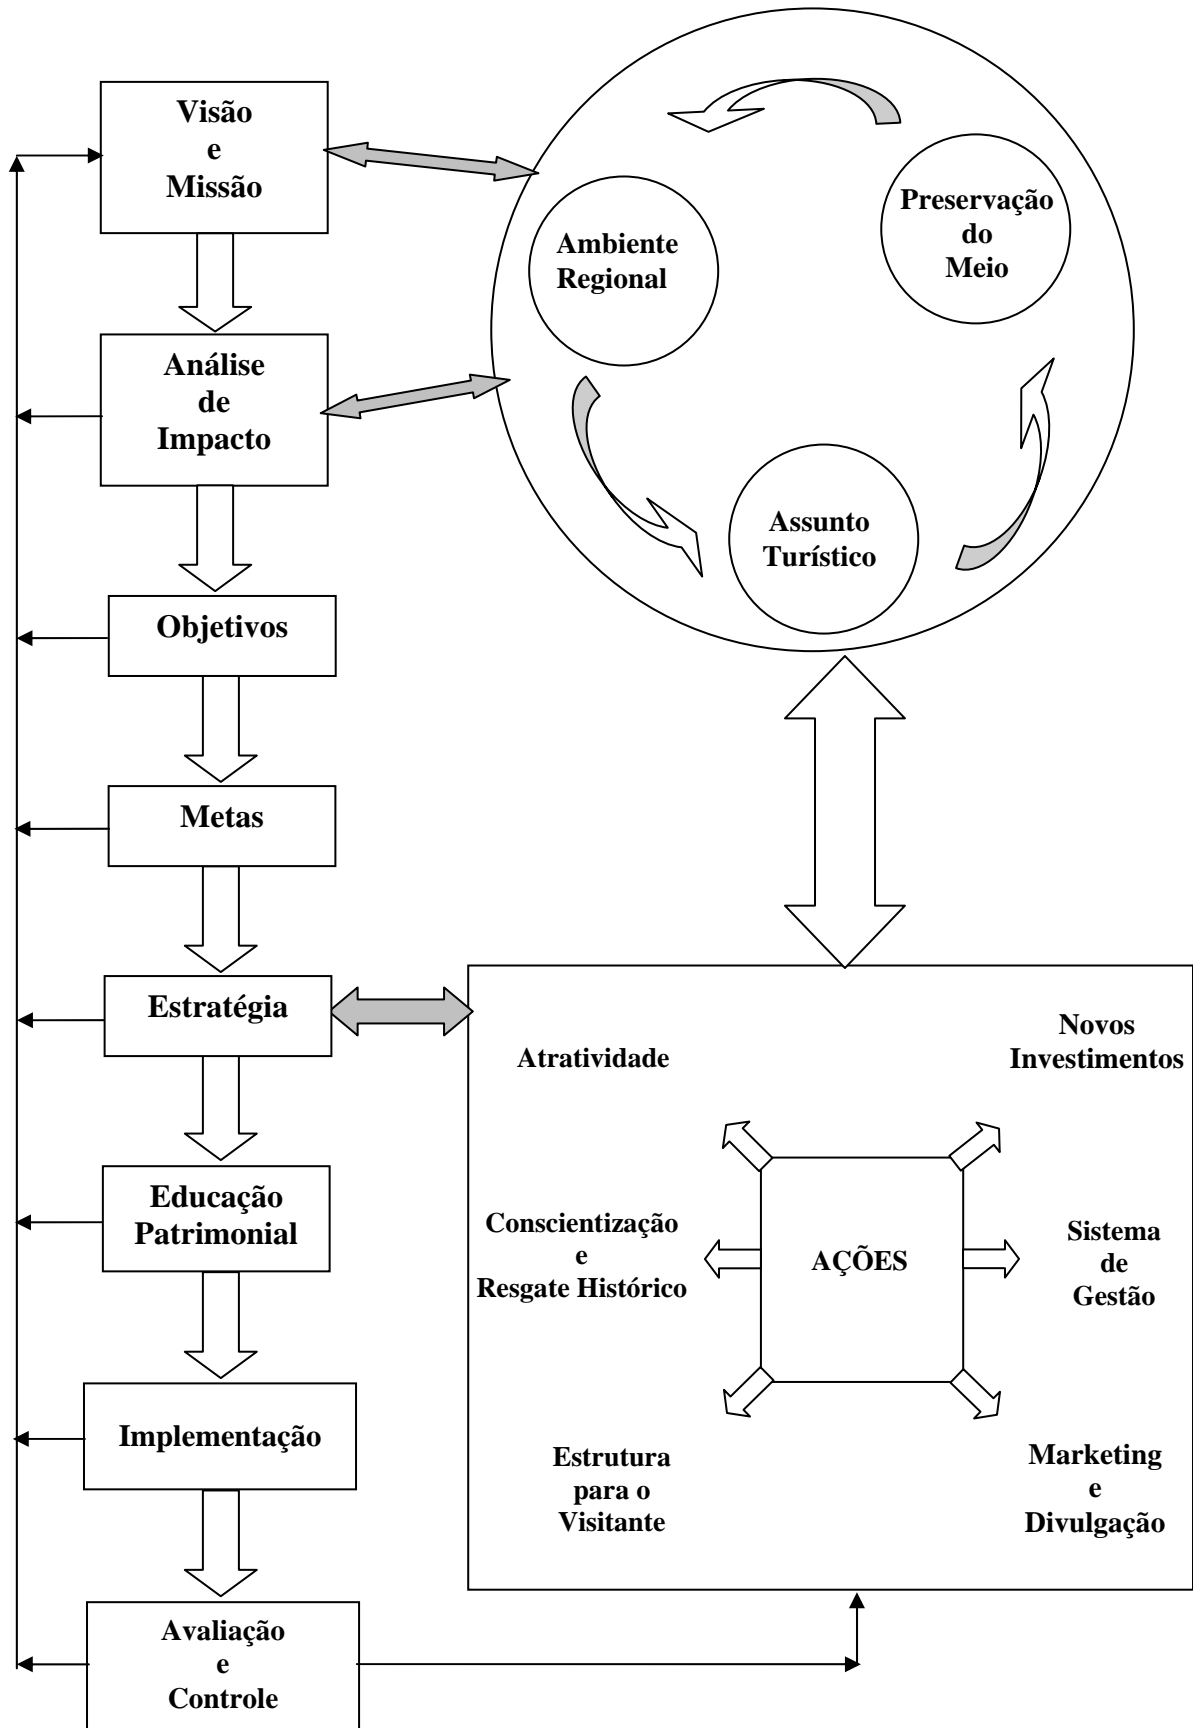 Visão
e
Missão
Análise
de
Impacto
Objetivos
Metas
Estratégia
Educação
Patrimonial
Implementação
Avaliação
e
Controle
Ambiente
Regional
Preservação
do
Meio
Assunto
Turístico
Atratividade
Novos
Investimentos
Conscientização
e
Resgate Histórico
AÇÕES
Sistema
de
Gestão
Estrutura
para o
Visitante
Marketing
e
Divulgação